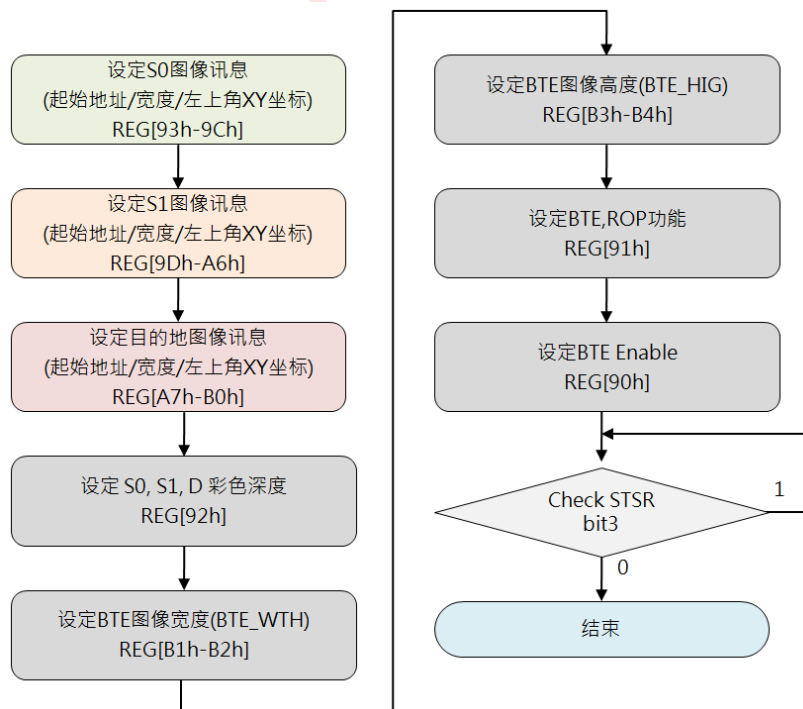 设定S0图像讯息
(起始地址/宽度/左上角XY坐标)
REG[93h-9Ch]
设定S1图像讯息
(起始地址/宽度/左上角XY坐标)
REG[9Dh-A6h]
设定目的地图像讯息
(起始地址/宽度/左上角XY坐标)
REG[A7h-B0h]
设定 S0, S1, D 彩色深度
REG[92h]
设定BTE图像宽度(BTE_WTH)
REG[B1h-B2h]
设定BTE图像高度(BTE_HIG)
REG[B3h-B4h]
设定BTE,ROP功能
REG[91h]
设定BTE Enable
REG[90h]
Check STSR
bit3
1
0
结束